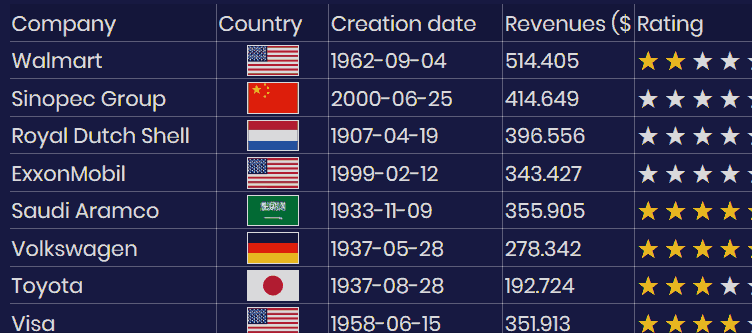 Company Country Creation date Revenues ($ Rating
Walmart 1962-09-04 514.405
Sinopec Group 2000-06-25 414.649
Royal Dutch Shell 1907-04-19 396.556
ExxonMobil 1999-02-12 343.427
Saudi Aramco 1933-11-09 355.905
Volkswagen 1937-05-28 278.342
Toyota 1937-08-28 192.724
Visa 1958-06-15 351.913